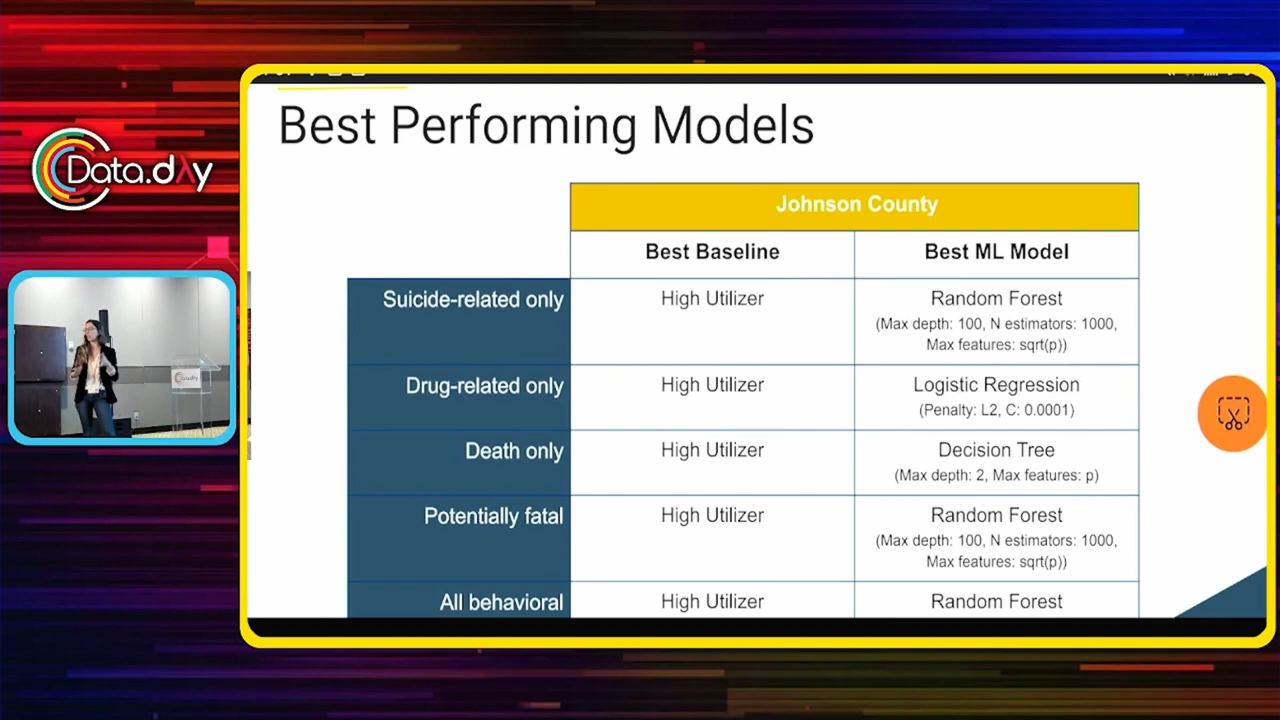 Data.dAy
Best Performing Models
Johnson County
Best Baseline
Best ML Model
Suicide-related only
High Utilizer
Random Forest
(Max depth: 100, N estimators: 1000,
Max features: sqrt(p))
Drug-related only
High Utilizer
Logistic Regression
(Penalty: L2, C: 0.0001)
Death only
High Utilizer
Decision Tree
(Max depth: 2, Max features: p)
Potentially fatal
High Utilizer
Random Forest
(Max depth: 100, N estimators: 1000,
Max features: sqrt(p))
All behavioral
High Utilizer
Random Forest